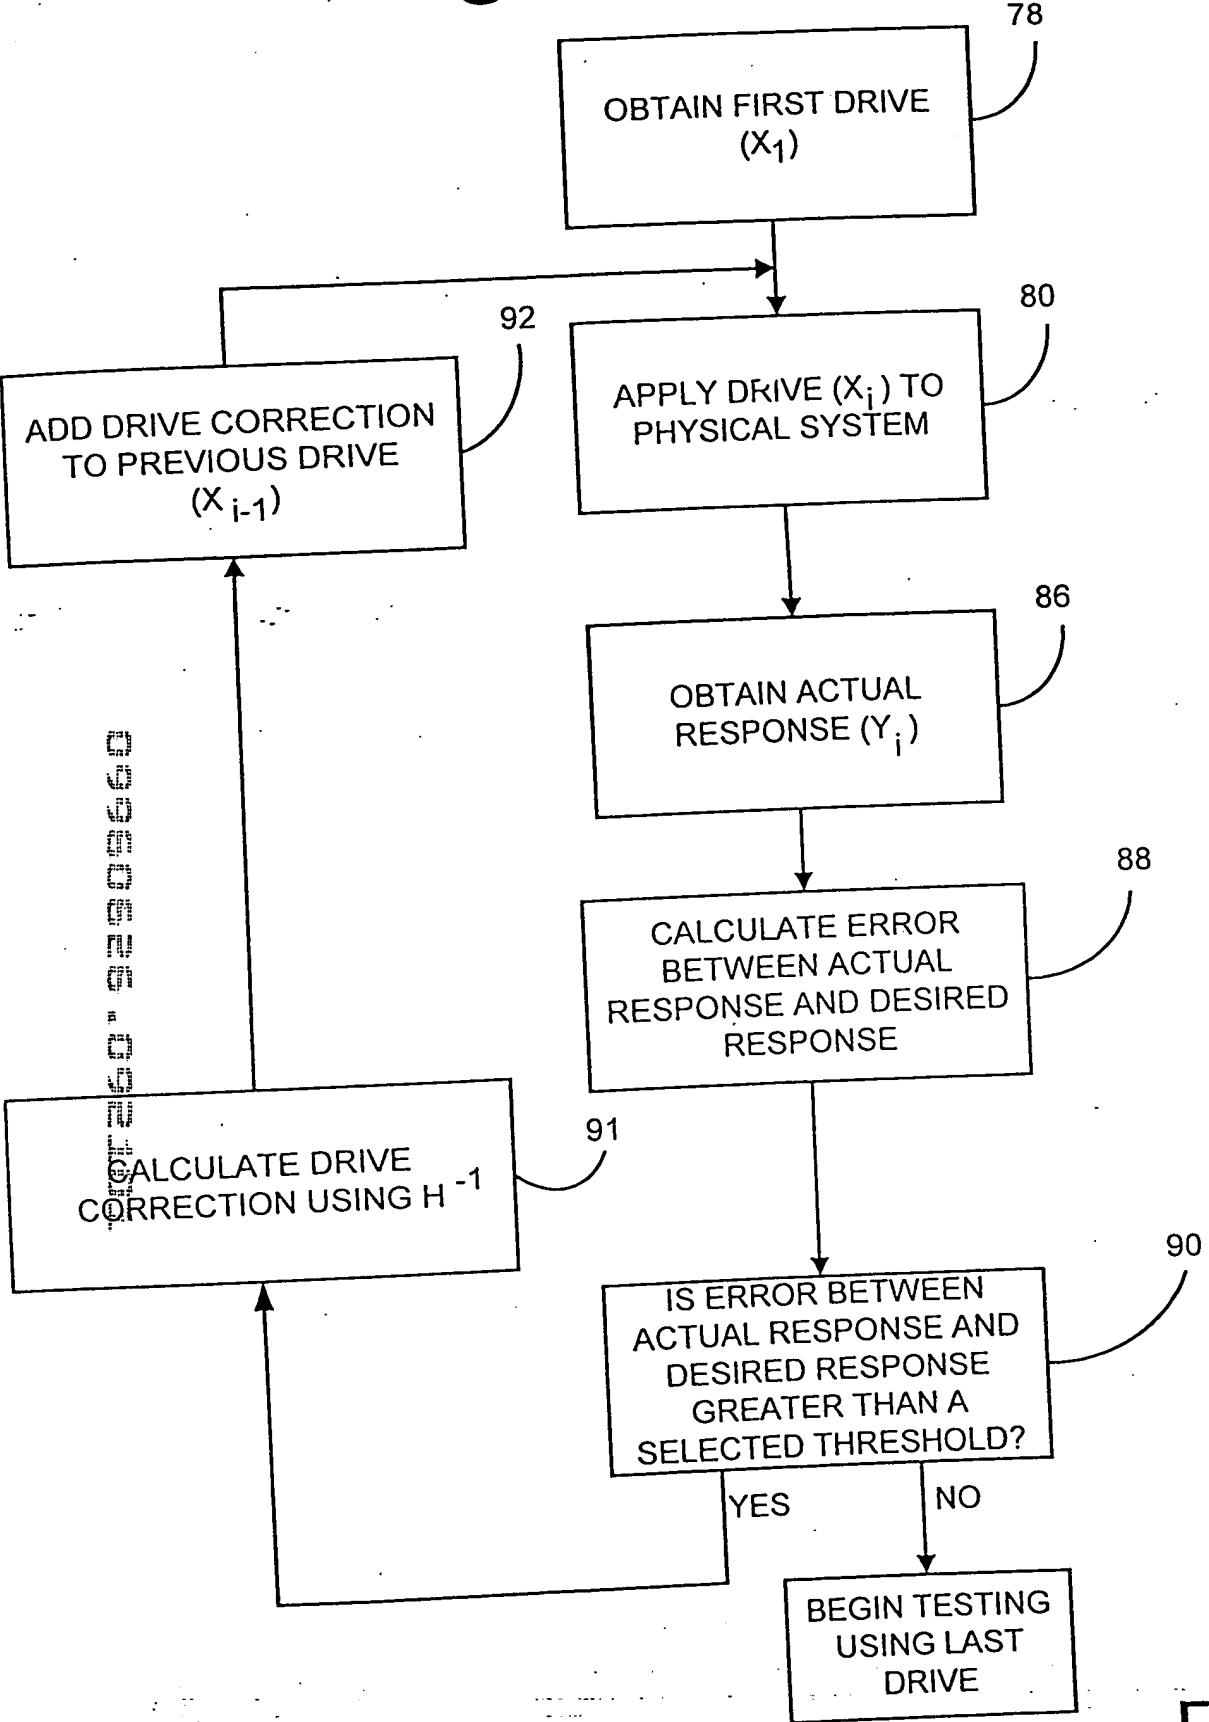 78
OBTAIN FIRST DRIVE
(X1)
80
92
APPLY DRIVE (Xi) TO
PHYSICAL SYSTEM
ADD DRIVE CORRECTION
TO PREVIOUS DRIVE
(X i-1)
86
OBTAIN ACTUAL
RESPONSE (Yi)
88
CALCULATE ERROR
BETWEEN ACTUAL
RESPONSE AND DESIRED
RESPONSE
91
CALCULATE DRIVE
CORRECTION USING H -1
90
IS ERROR BETWEEN
ACTUAL RESPONSE AND
DESIRED RESPONSE
GREATER THAN A
SELECTED THRESHOLD?
YES
NO
BEGIN TESTING
USING LAST
DRIVE